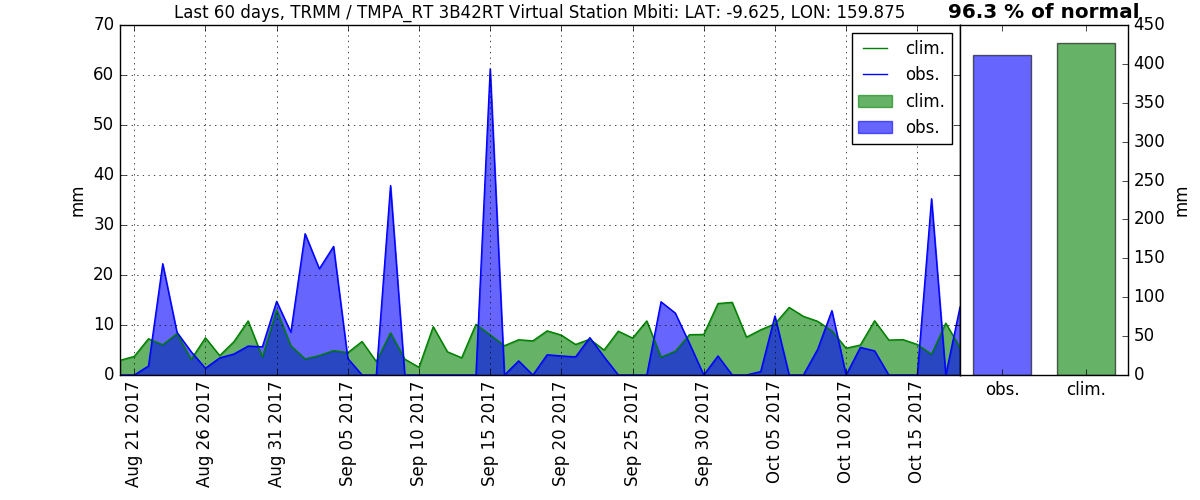 Last 60 days, TRMM / TMPA_RT 3B42RT Virtual Station Mbiti: LAT: -9.625, LON: 159.875
96.3 % of normal
70
60
50
40
30
20
10
0
mm
clim.
obs.
clim.
obs.
450
400
350
300
250
200
150
100
50
0
mm
Aug 21 2017
Aug 26 2017
Aug 31 2017
Sep 05 2017
Sep 10 2017
Sep 15 2017
Sep 20 2017
Sep 25 2017
Sep 30 2017
Oct 05 2017
Oct 10 2017
Oct 15 2017
obs.
clim.